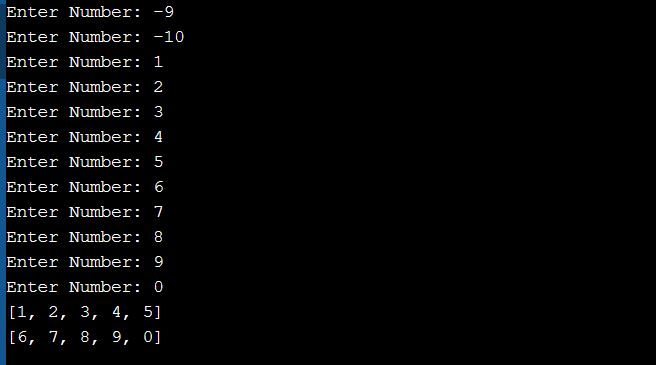 Enter Number: -9
Enter Number: -10
Enter Number: 1
Enter Number: 2
Enter Number: 3
Enter Number: 4
Enter Number: 5
Enter Number: 6
Enter Number: 7
Enter Number: 8
Enter Number: 9
Enter Number: 0
[1, 2, 3, 4, 5]
[6, 7, 8, 9, 0]